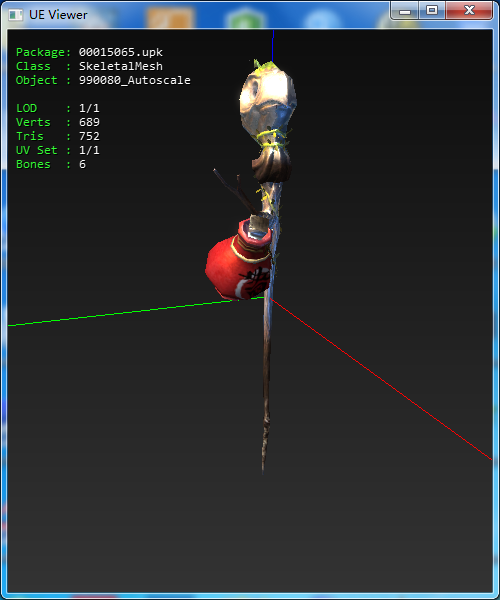 UE Viewer
Package: 00015065.upk
Class : SkeletalMesh
Object : 990080_Autoscale
LOD : 1/1
Verts : 689
Tris : 752
UV Set : 1/1
Bones : 6